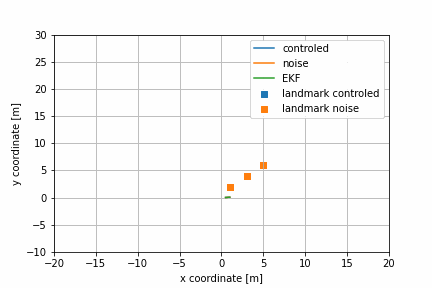 30
25
20
15
10
5
0
−5
−10
y coordinate [m]
controled
noise
EKF
landmark controled
landmark noise
−20 −15 −10 −5 0 5 10 15 20
x coordinate [m]